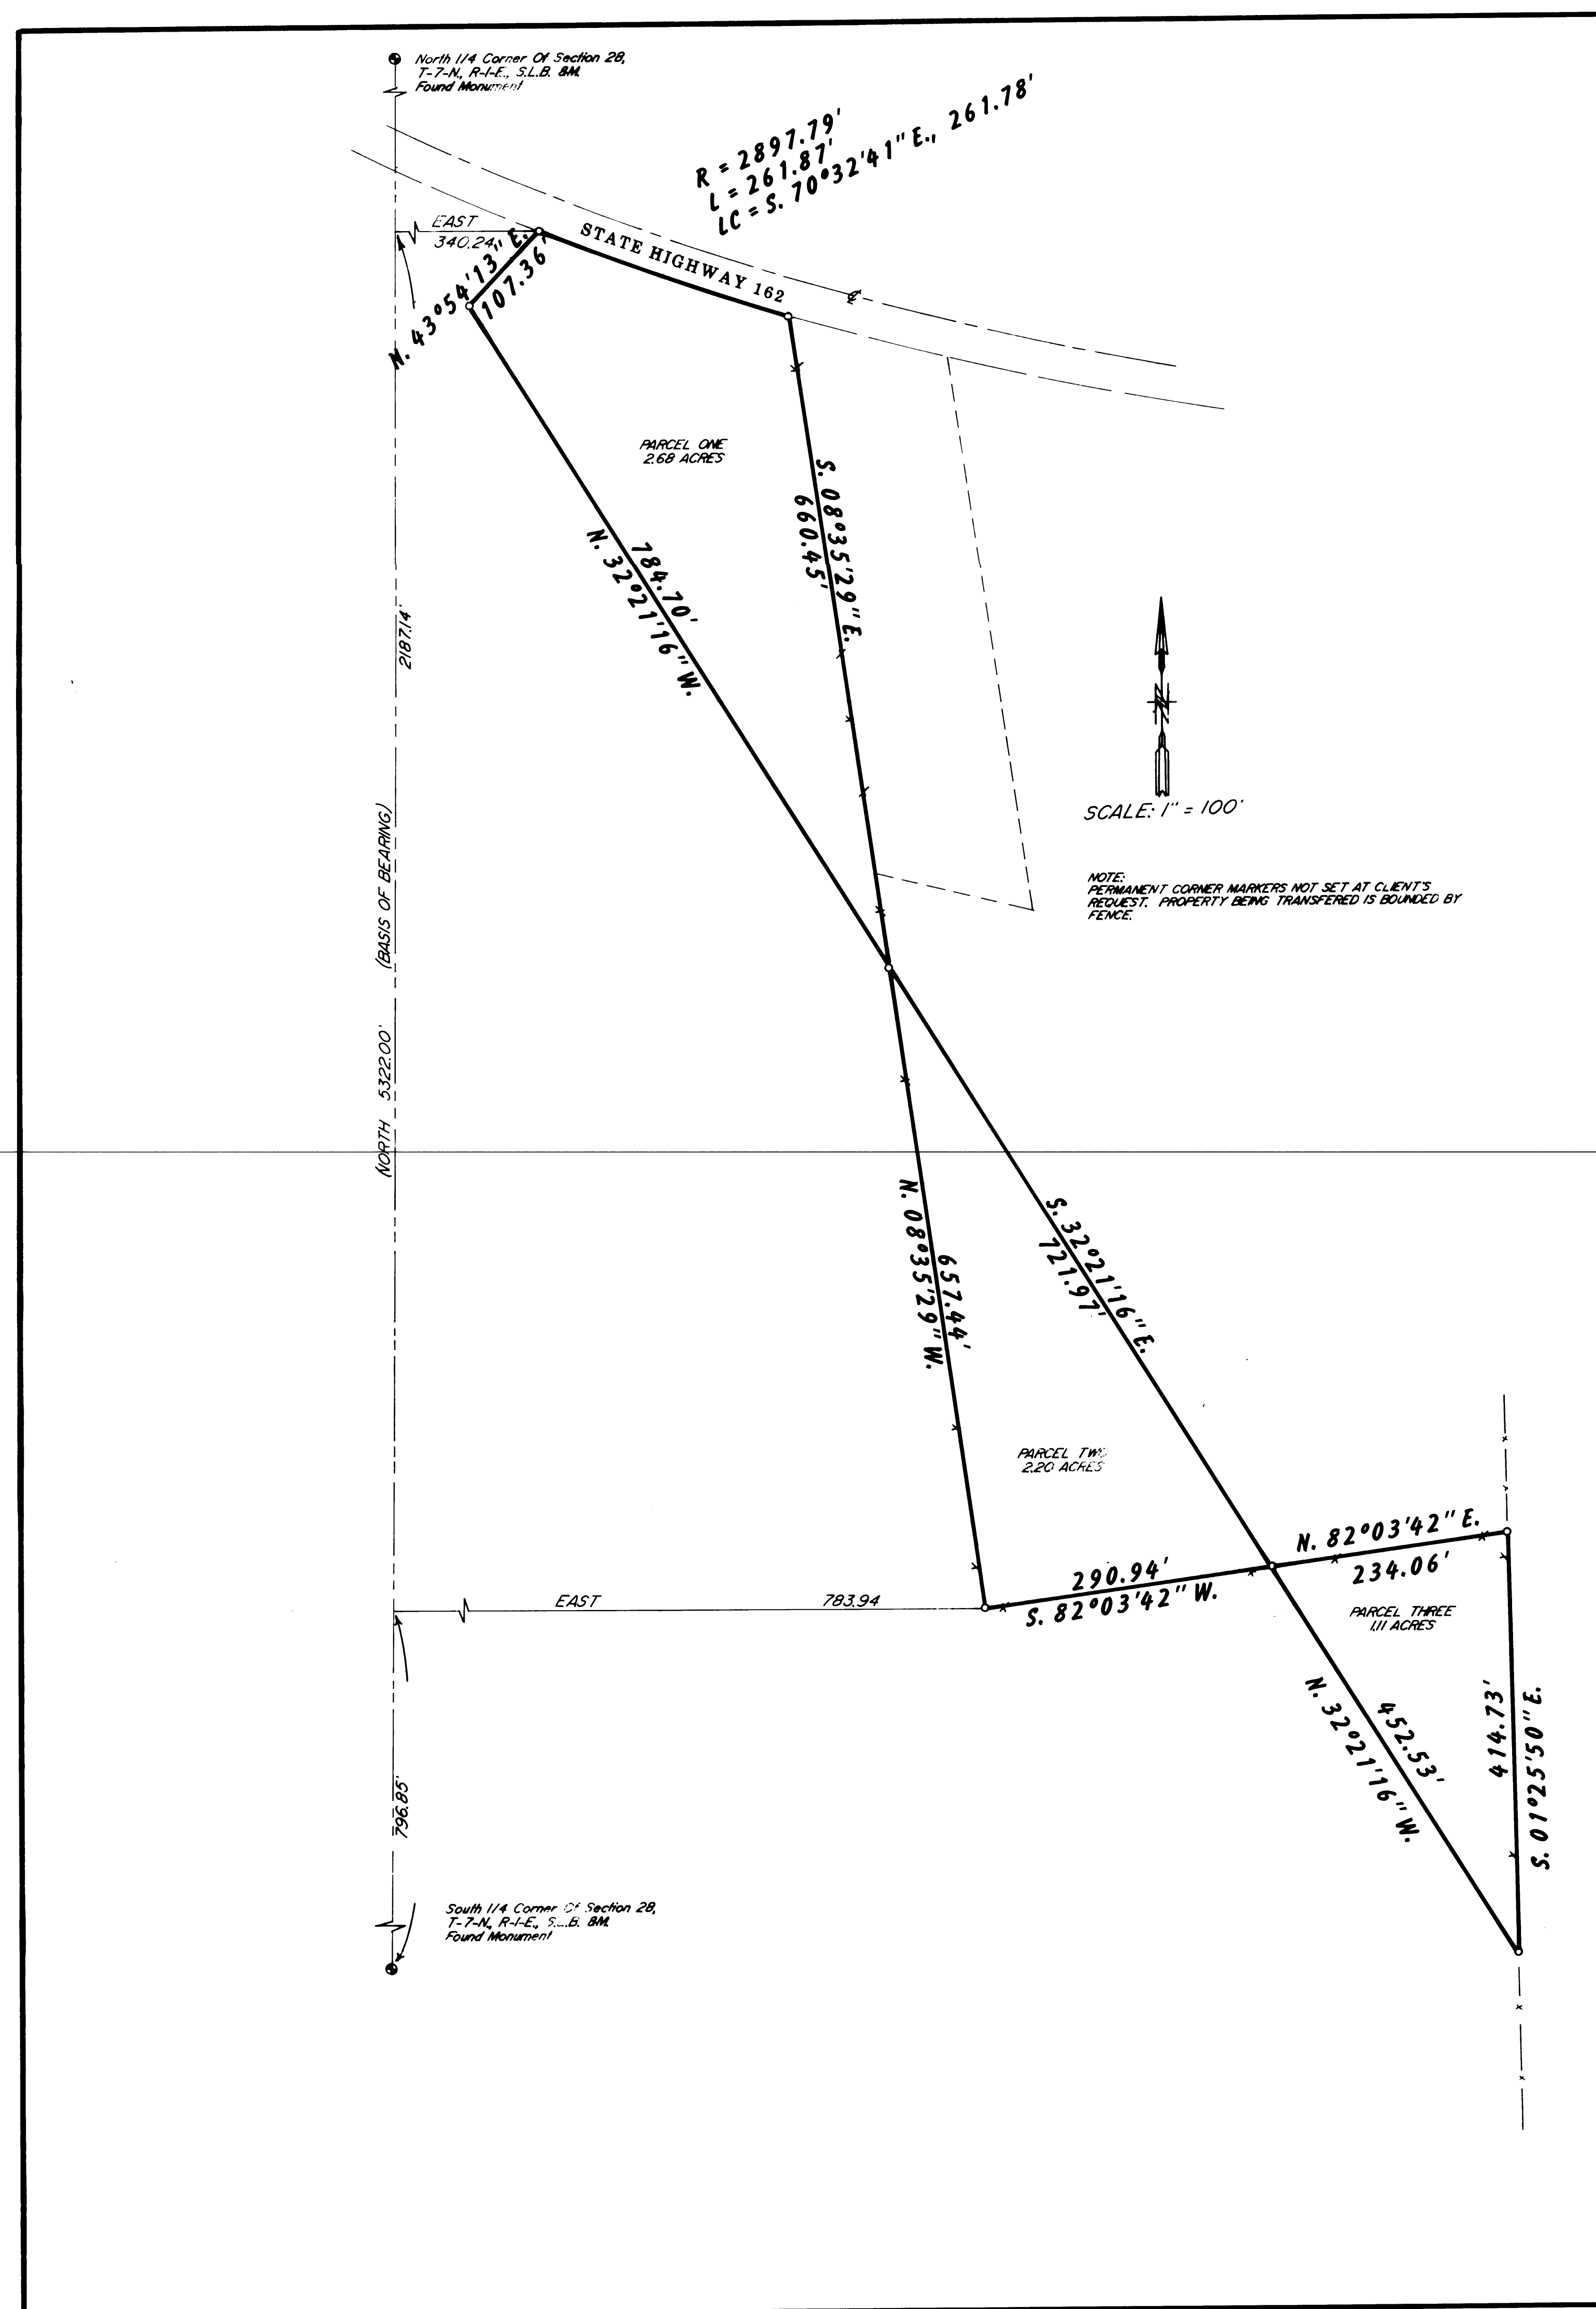 North 1/4 Corner Of Section 28,
T-7-N., R-1-E., S.L.B. &M.
Found Monument
R = 2897.79'
L = 261.87'
LC = S. 70°32'41" E., 261.78'
EAST
340.24'
N. 43°54'13" E.
107.36'
STATE HIGHWAY 162
℄
PARCEL ONE
2.68 ACRES
S. 08°35'29" E.
660.45'
784.70'
N. 32°21'16" W.
2187.14'
N
SCALE: 1" = 100'
NOTE:
PERMANENT CORNER MARKERS NOT SET AT CLIENT'S
REQUEST. PROPERTY BEING TRANSFERED IS BOUNDED BY
FENCE.
(NORTH 5322.00' (BASIS OF BEARING)
S. 32°21'16" E.
721.97'
657.44'
N. 08°35'29" W.
PARCEL TWO
2.20 ACRES
N. 82°03'42" E.
234.06'
290.94'
S. 82°03'42" W.
EAST 783.94
PARCEL THREE
1.11 ACRES
452.53'
N. 32°21'16" W.
414.73'
S. 01°25'50" E.
796.85'
South 1/4 Corner Of Section 28,
T-7-N., R-1-E., S.L.B. &M.
Found Monument